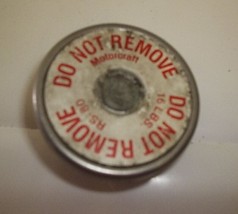 DO NOT REMOVE
DO NOT REMOVE
Motorcraft
16 LBS
RS-80